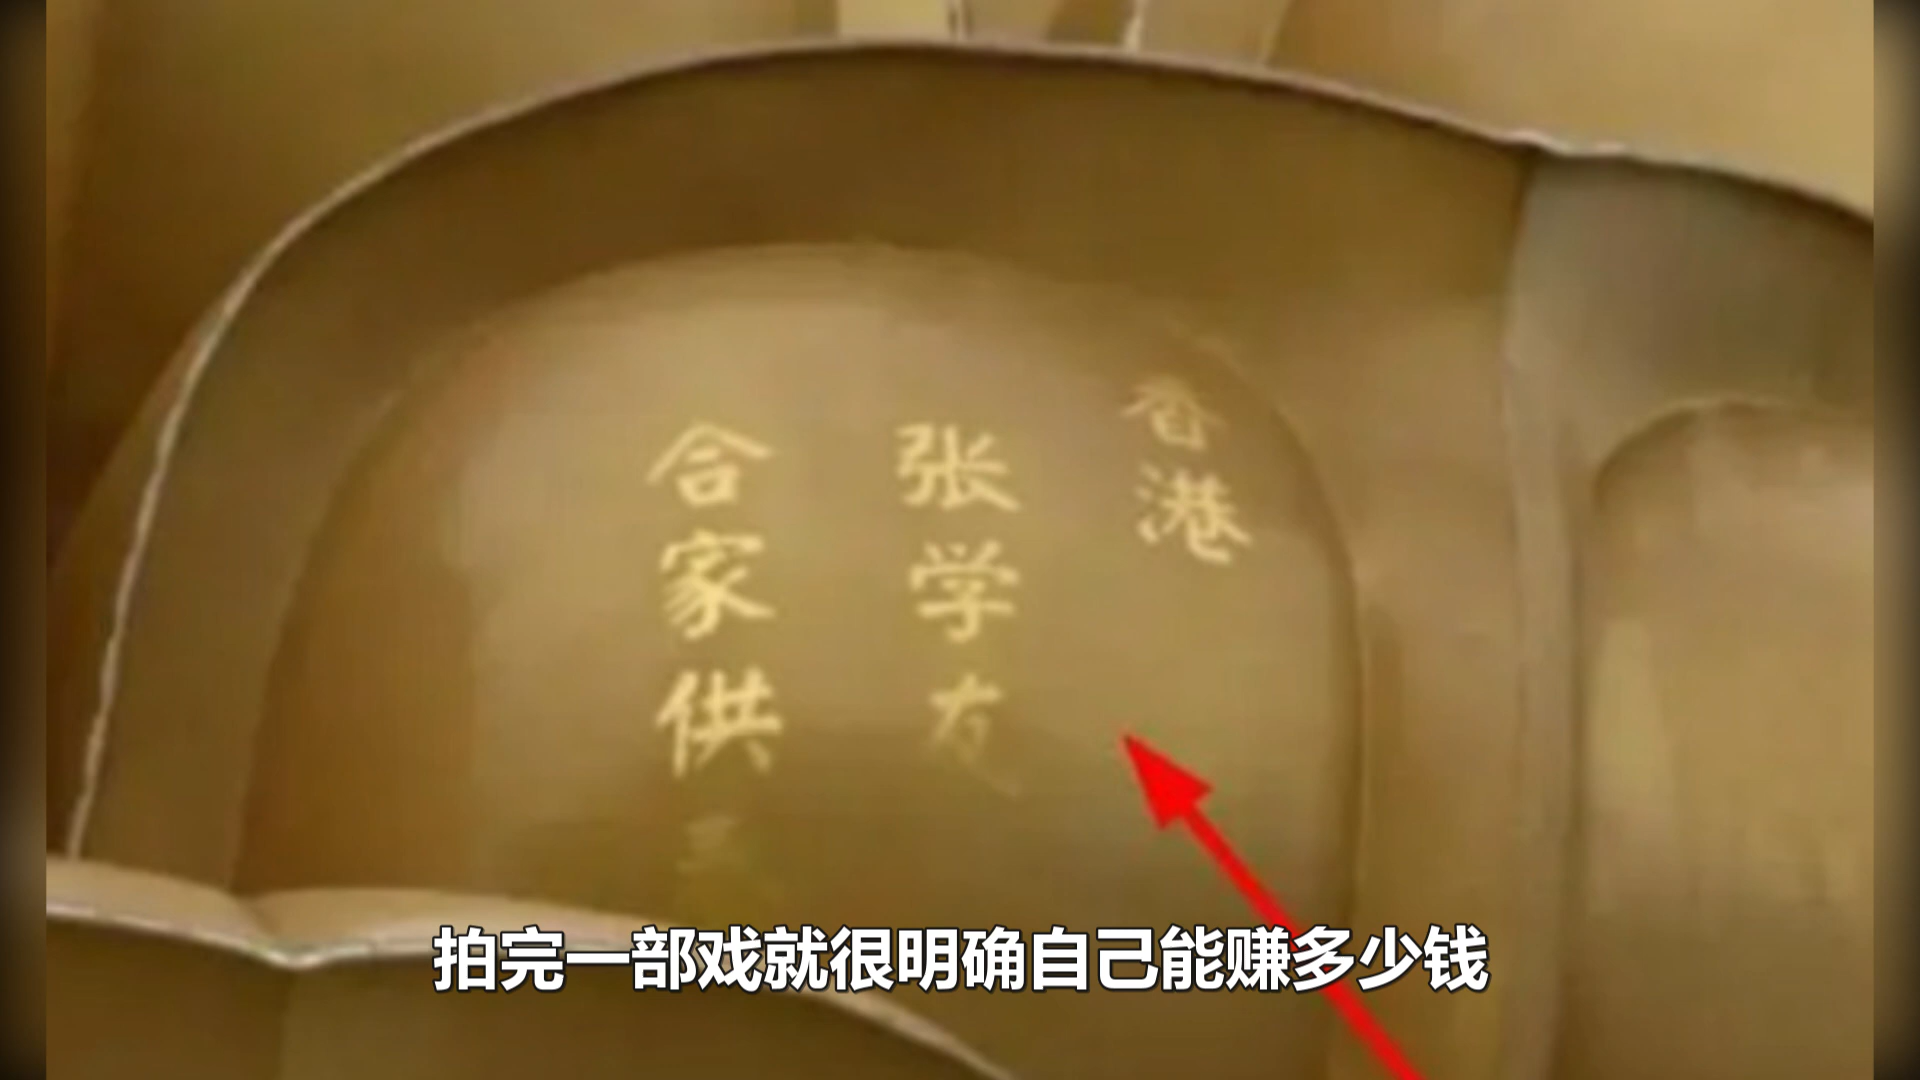 香港
张学友
合家供
拍完一部戏就很明确自己能赚多少钱